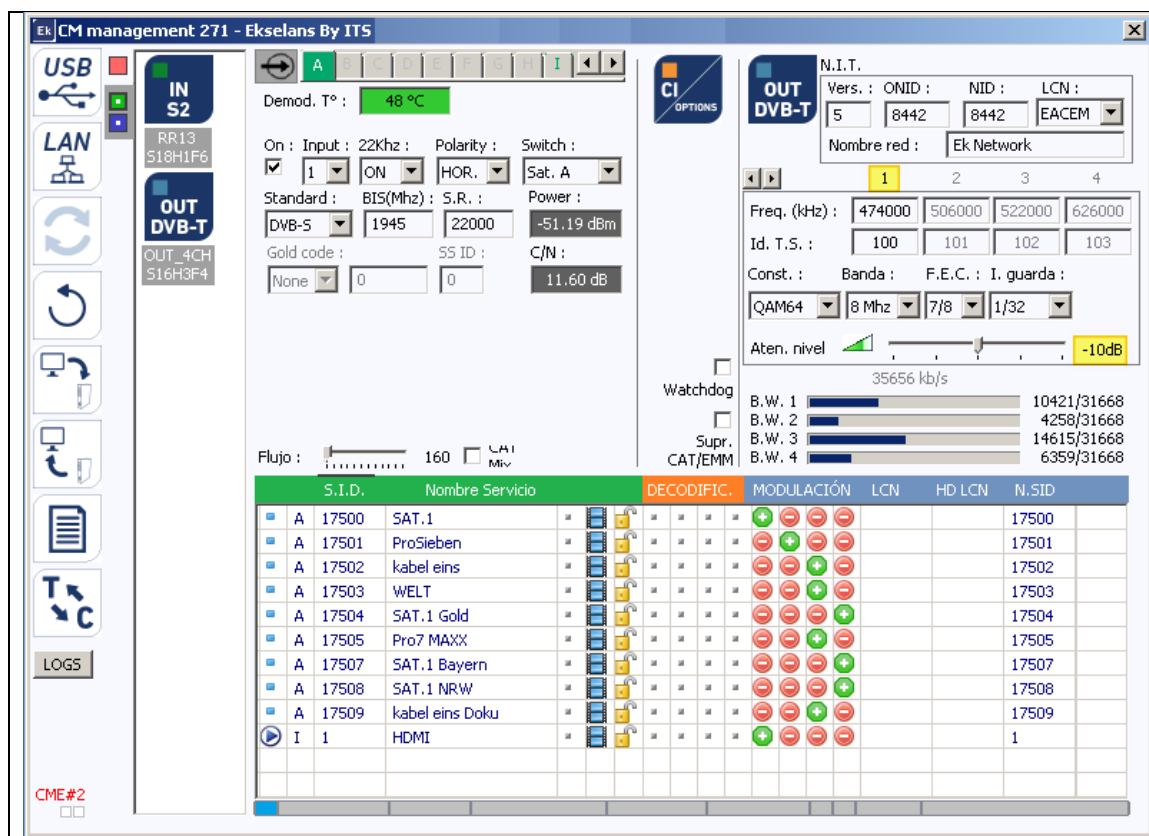 Ek CM management 271 - Ekselans By ITS
USB
LAN
LOGS
CME#2
IN
S2
RR13
S18H1F6
OUT
DVB-T
OUT_4CH
S16H3F4
A B C D E F G H I
Demod. Tº : 48 ºC
On : Input : 22Khz : Polarity : Switch :
1 ON HOR. Sat. A
Standard : BIS(Mhz) : S.R. : Power :
DVB-S 1945 22000 -51.19 dBm
Gold code : SS ID : C/N :
None 0 0 11.60 dB
Flujo : 160 CAT
Mix
CI
OPTIONS
Watchdog
Supr.
CAT/EMM
OUT
DVB-T
N.I.T.
Vers. : ONID : NID : LCN :
5 8442 8442 EACEM
Nombre red : Ek Network
1 2 3 4
Freq. (kHz) : 474000 506000 522000 626000
Id. T.S. : 100 101 102 103
Const. : Banda : F.E.C. : I. guarda :
QAM64 8 Mhz 7/8 1/32
Aten. nivel -10dB
35656 kb/s
B.W. 1 10421/31668
B.W. 2 4258/31668
B.W. 3 14615/31668
B.W. 4 6359/31668
S.I.D. Nombre Servicio DECODIFIC. MODULACIÓN LCN HD LCN N.SID
A 17500 SAT.1 17500
A 17501 ProSieben 17501
A 17502 kabel eins 17502
A 17503 WELT 17503
A 17504 SAT.1 Gold 17504
A 17505 Pro7 MAXX 17505
A 17507 SAT.1 Bayern 17507
A 17508 SAT.1 NRW 17508
A 17509 kabel eins Doku 17509
I 1 HDMI 1
T
C